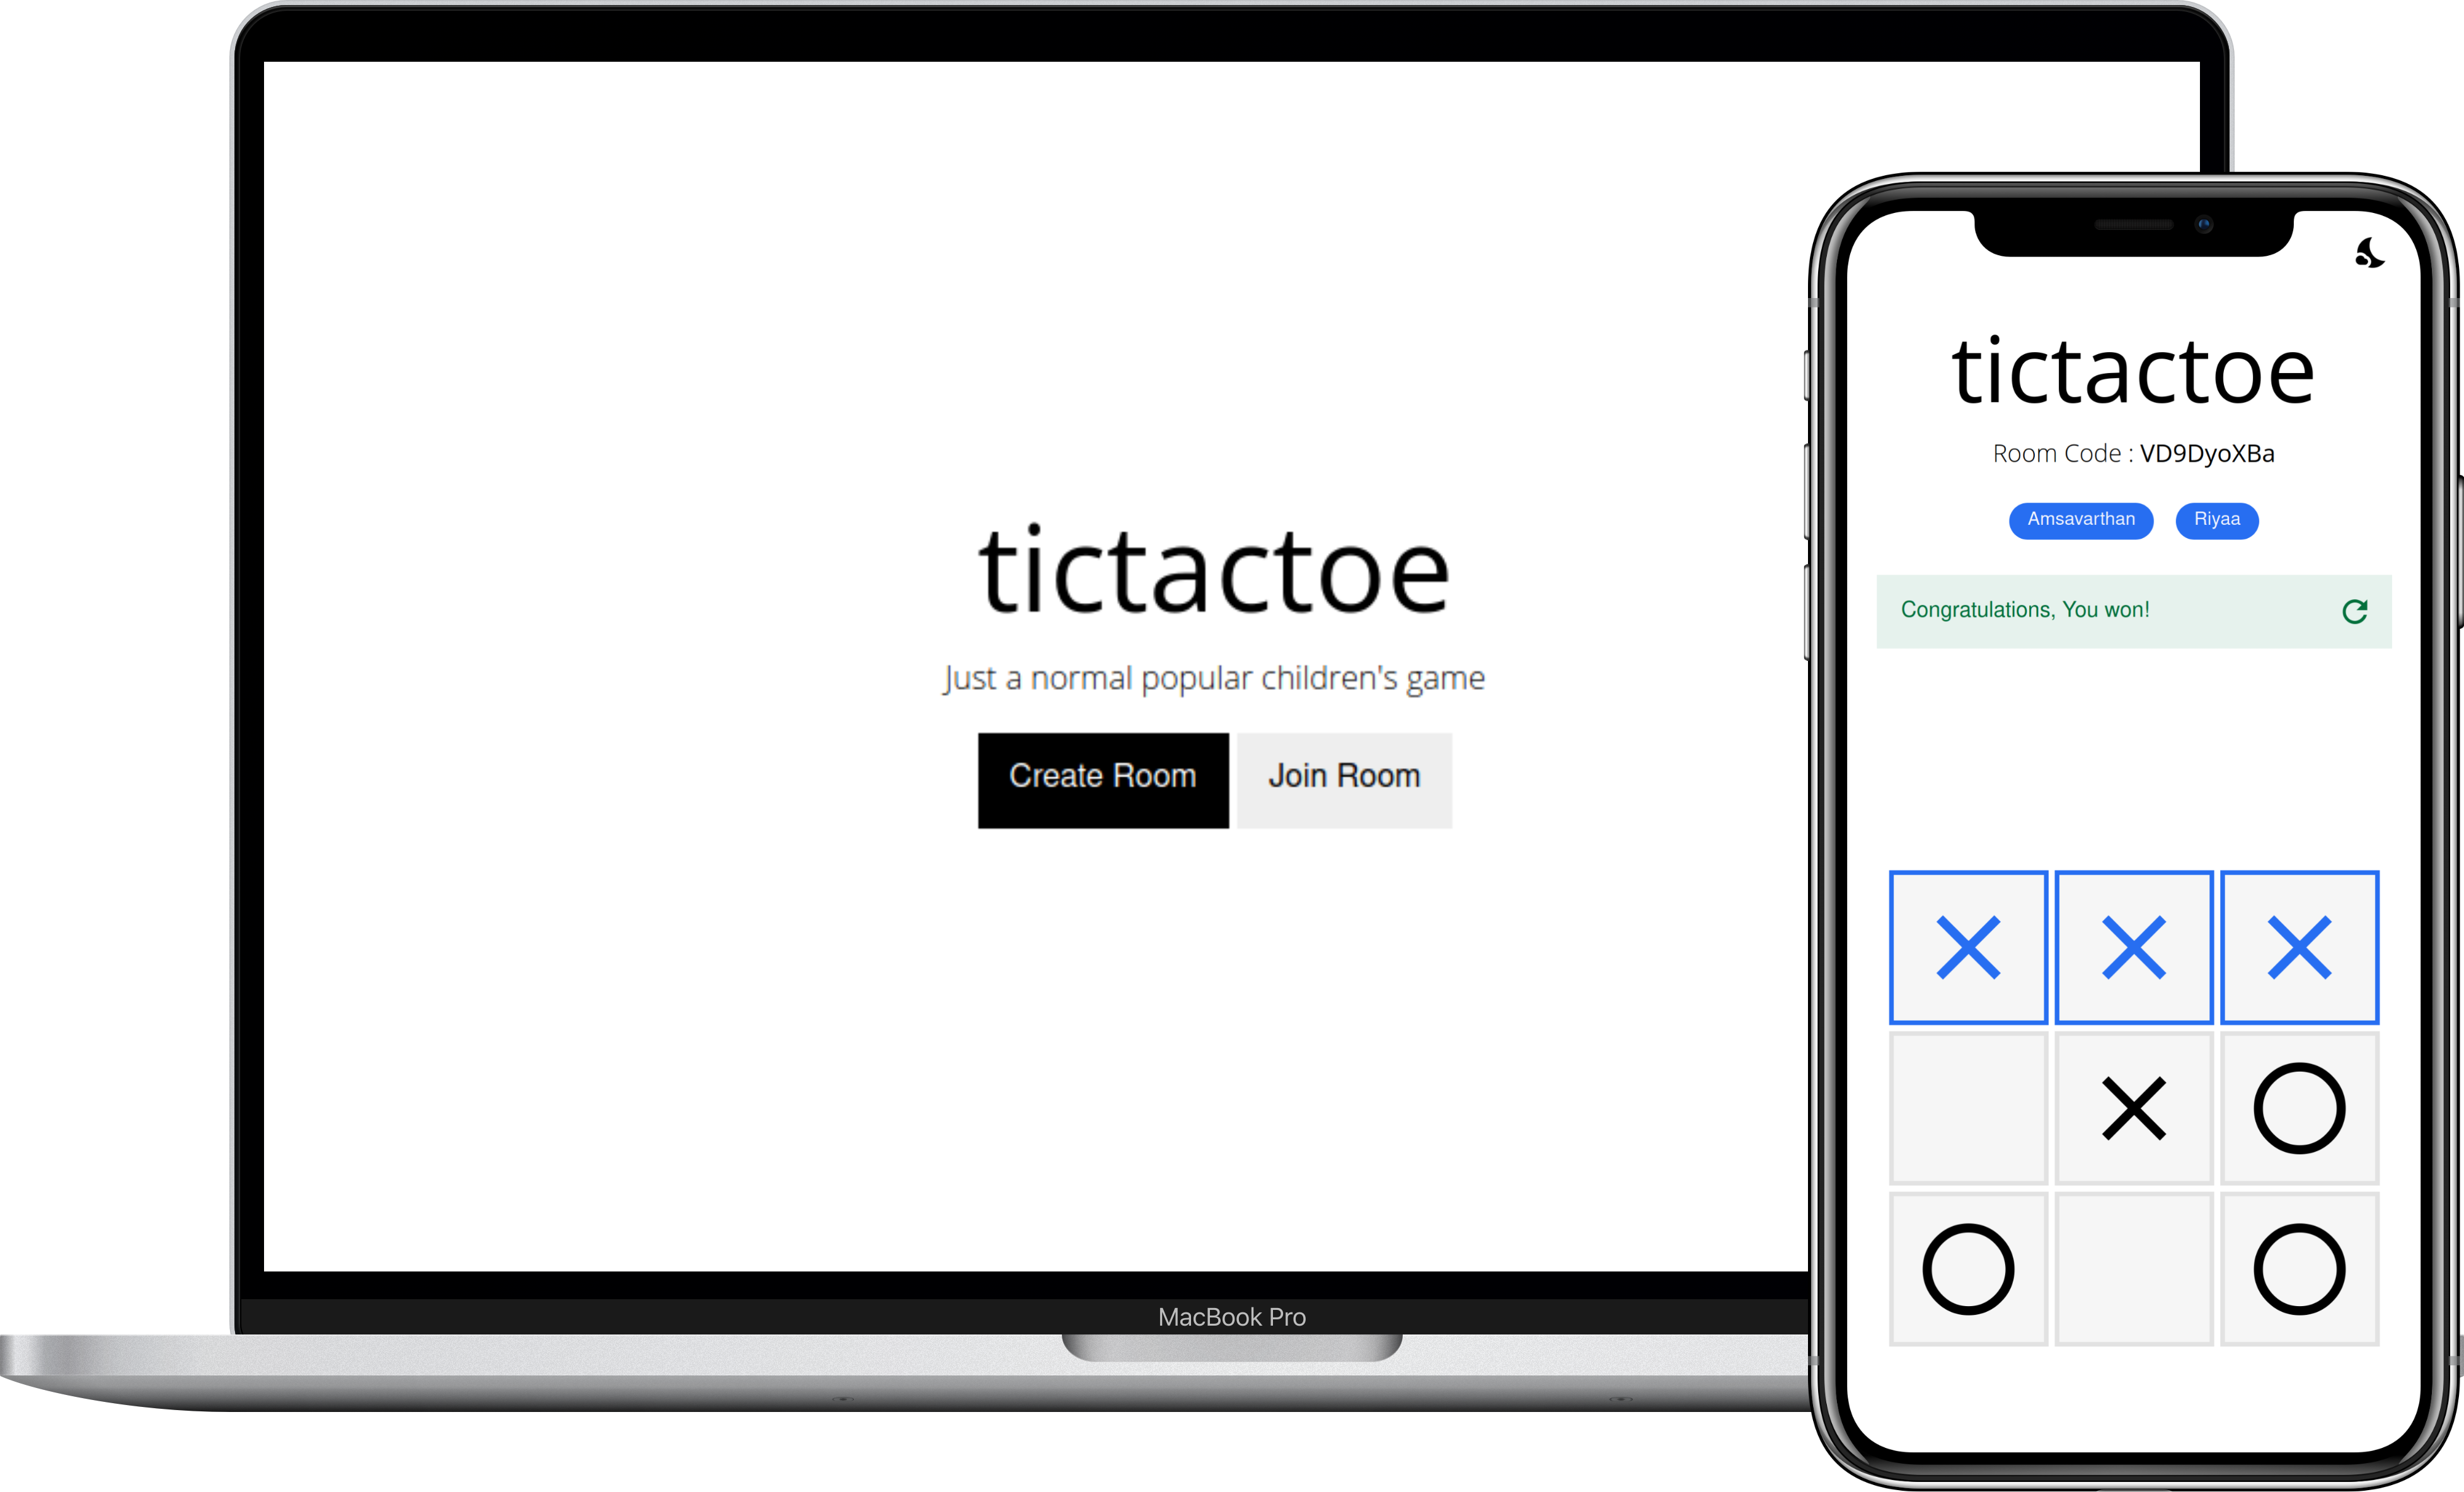 tictactoe
Just a normal popular children's game
Create Room
Join Room
MacBook Pro
tictactoe
Room Code : VD9DyoXBa
Amsavarthan
Riyaa
Congratulations, You won!